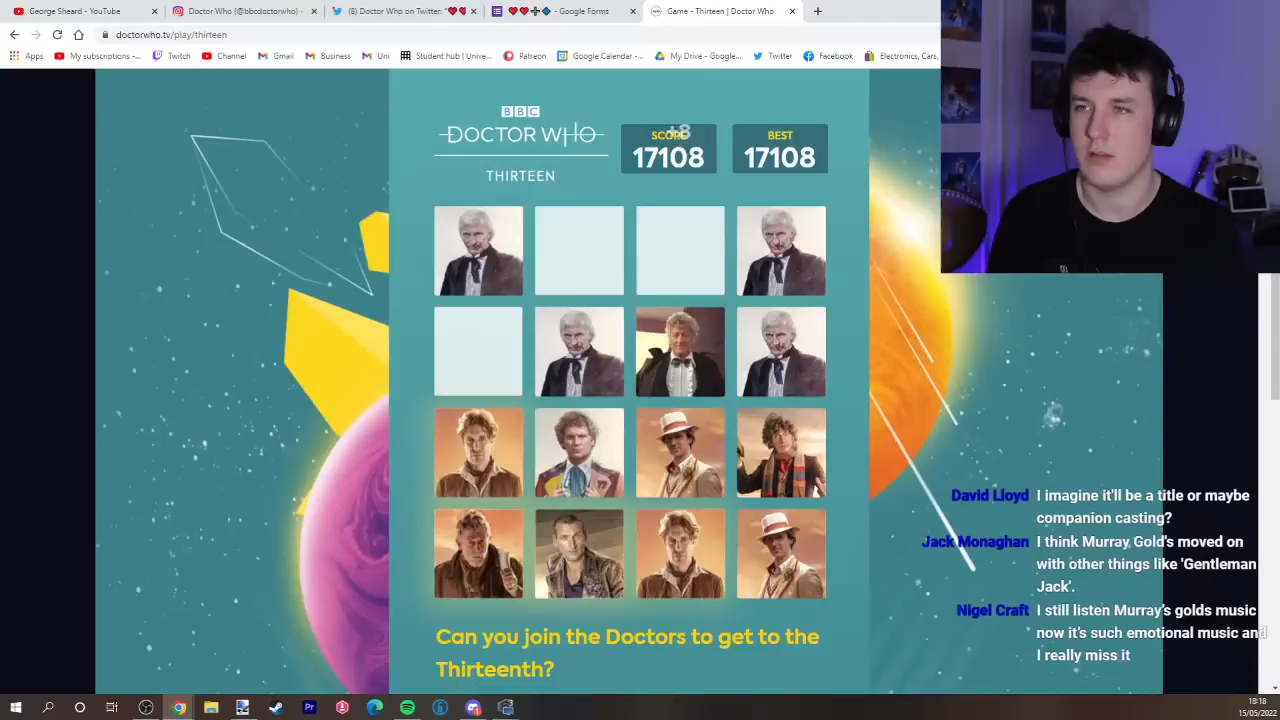 George Sheard - YouTube
Instagram (@bbcdoctorwho) •
(8) Doctor Who on Twitter: "❤❤
❤❤➕🔹 - Google Forms
Game - Thirteen | Doctor Who
doctorwho.tv/play/thirteen
Apps
My subscriptions -...
Twitch
Channel
Gmail
Business
Uni
Student hub | Unive...
Patreon
Google Calendar -...
My Drive - Google...
Twitter
Facebook
Electronics, Cars,
BBC
DOCTOR WHO
THIRTEEN
SCORE
+8
17108
BEST
17108
Can you join the Doctors to get to the
Thirteenth?
David Lloyd I imagine it'll be a title or maybe
companion casting?
Jack Monaghan I think Murray Gold's moved on
with other things like 'Gentleman
Jack'.
Nigel Craft I still listen Murray's golds music
now it's such emotional music and
I really miss it
18:18
15/05/2022